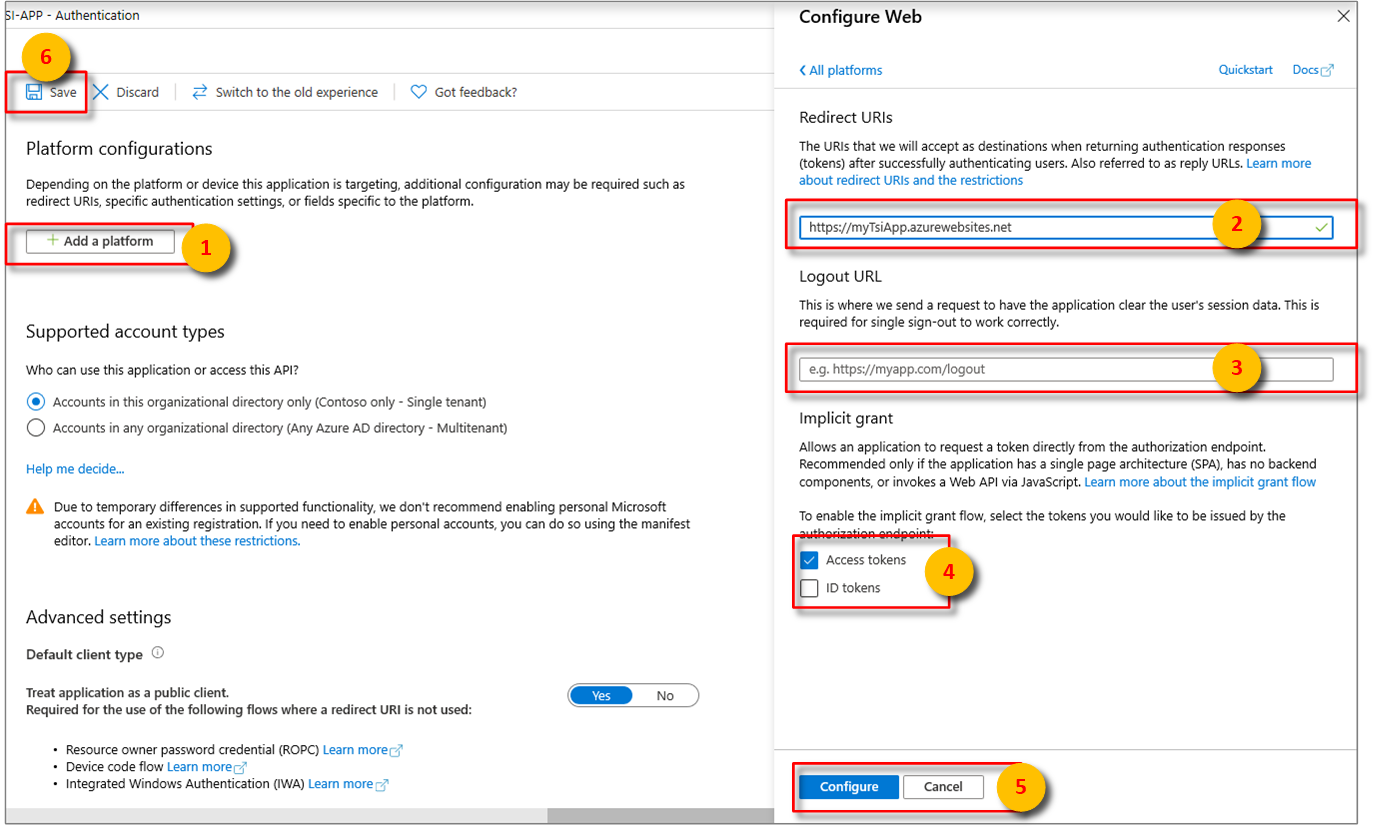 SI-APP - Authentication
6
Save
Discard
Switch to the old experience
Got feedback?
Platform configurations
Depending on the platform or device this application is targeting, additional configuration may be required such as
redirect URIs, specific authentication settings, or fields specific to the platform.
+ Add a platform
1
Supported account types
Who can use this application or access this API?
Accounts in this organizational directory only (Contoso only - Single tenant)
Accounts in any organizational directory (Any Azure AD directory - Multitenant)
Help me decide...
Due to temporary differences in supported functionality, we don't recommend enabling personal Microsoft
accounts for an existing registration. If you need to enable personal accounts, you can do so using the manifest
editor. Learn more about these restrictions.
Advanced settings
Default client type
Treat application as a public client.
Required for the use of the following flows where a redirect URI is not used:
Yes
No
• Resource owner password credential (ROPC) Learn more
• Device code flow Learn more
• Integrated Windows Authentication (IWA) Learn more
Configure Web
All platforms
Quickstart
Docs
Redirect URIs
The URIs that we will accept as destinations when returning authentication responses
(tokens) after successfully authenticating users. Also referred to as reply URLs. Learn more
about redirect URIs and the restrictions
https://myTsiApp.azurewebsites.net
2
Logout URL
This is where we send a request to have the application clear the user's session data. This is
required for single sign-out to work correctly.
e.g. https://myapp.com/logout
3
Implicit grant
Allows an application to request a token directly from the authorization endpoint.
Recommended only if the application has a single page architecture (SPA), has no backend
components, or invokes a Web API via JavaScript. Learn more about the implicit grant flow
To enable the implicit grant flow, select the tokens you would like to be issued by the
authorization endpoint:
Access tokens
ID tokens
4
Configure
Cancel
5